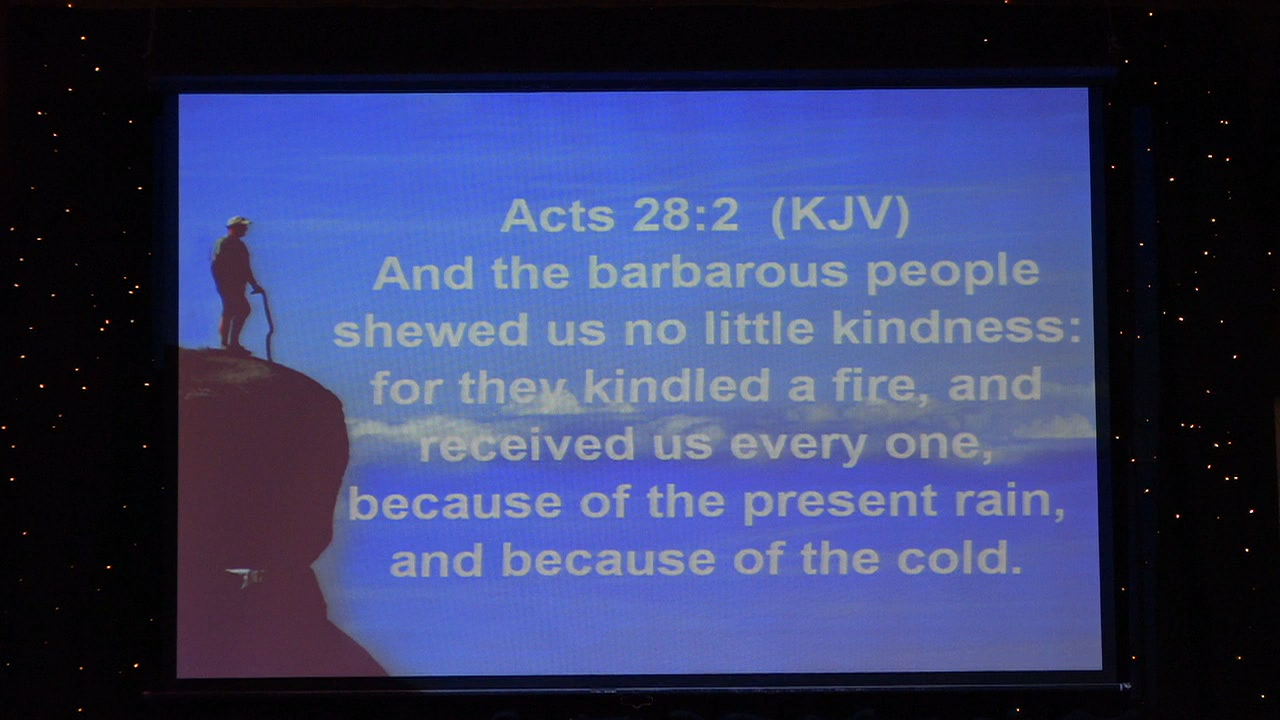 Acts 28:2 (KJV)
And the barbarous people
shewed us no little kindness:
for they kindled a fire, and
received us every one,
because of the present rain,
and because of the cold.